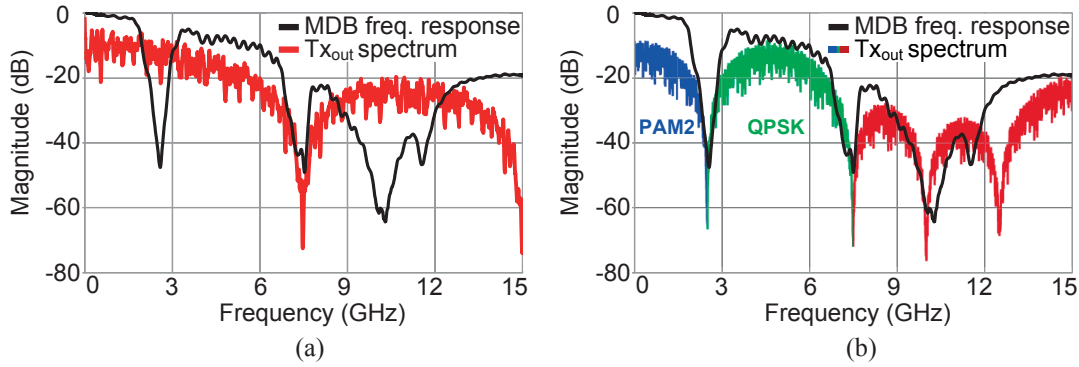 0
-20
-40
-60
-80
Magnitude (dB)
MDB freq. response
Txout spectrum
0 3 6 9 12 15
Frequency (GHz)
(a)
0
-20
-40
-60
-80
Magnitude (dB)
MDB freq. response
Txout spectrum
PAM2 QPSK
0 3 6 9 12 15
Frequency (GHz)
(b)